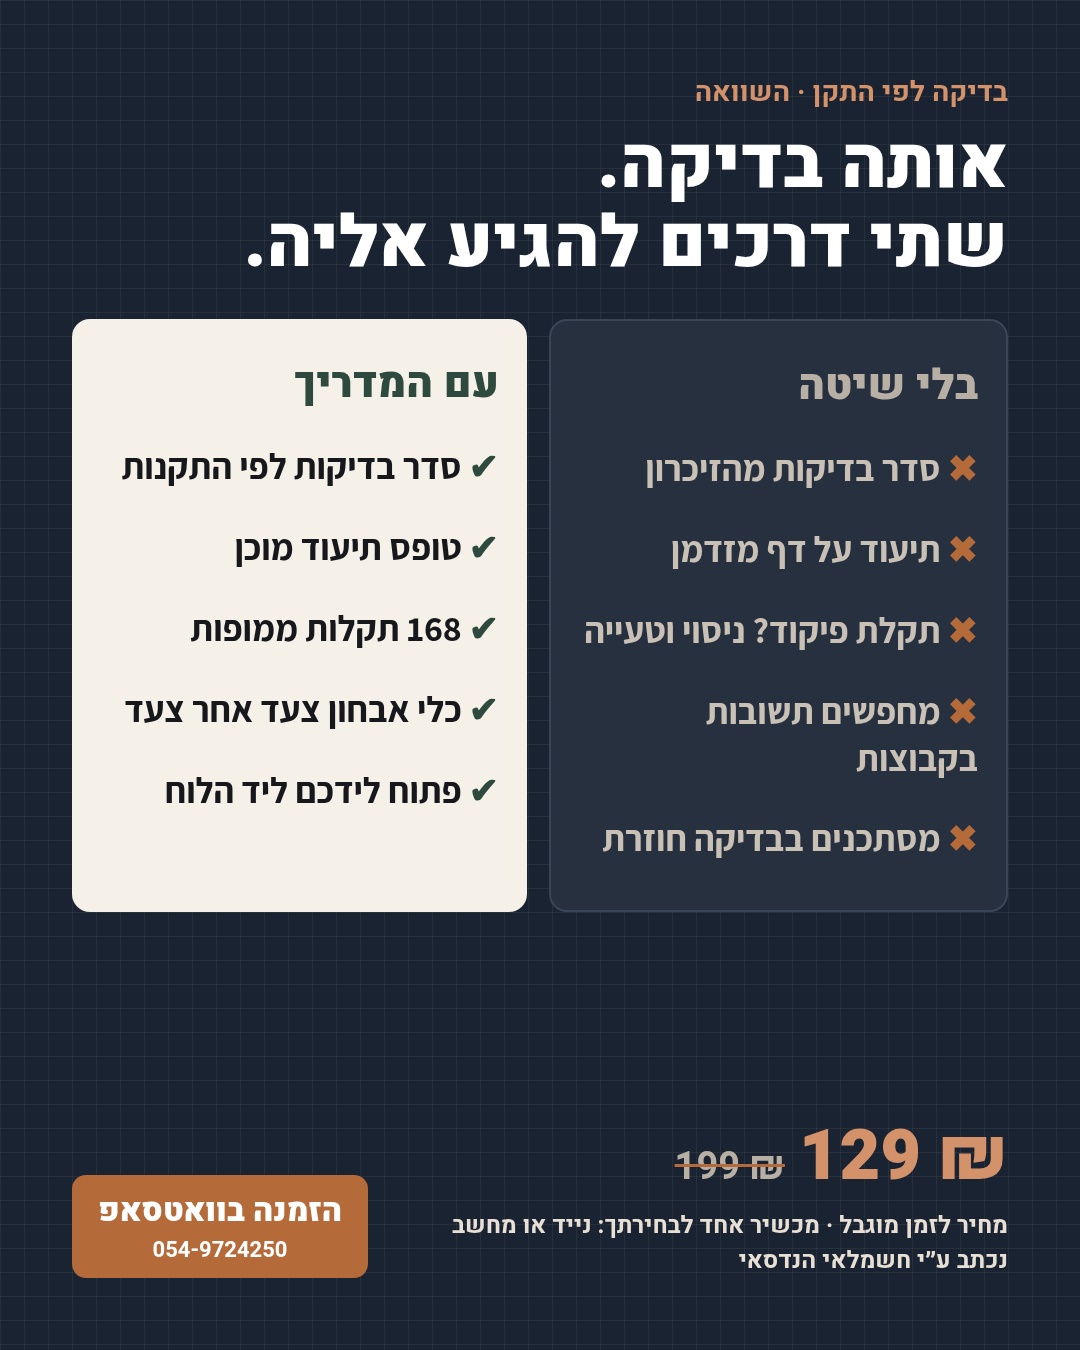 בדיקה לפי התקן · השוואה
אותה בדיקה.
שתי דרכים להגיע אליה.
בלי שיטה
✖ סדר בדיקות מהזיכרון
✖ תיעוד על דף מזדמן
✖ תקלת פיקוד? ניסוי וטעייה
✖ מחפשים תשובות
בקבוצות
✖ מסתכנים בבדיקה חוזרת
עם המדריך
✔ סדר בדיקות לפי התקנות
✔ טופס תיעוד מוכן
✔ 168 תקלות ממופות
✔ כלי אבחון צעד אחר צעד
✔ פתוח לידכם ליד הלוח
₪ 129 ₪ 199
מחיר לזמן מוגבל · מכשיר אחד לבחירתך: נייד או מחשב
נכתב ע״י חשמלאי הנדסאי
הזמנה בוואטסאפ
054-9724250